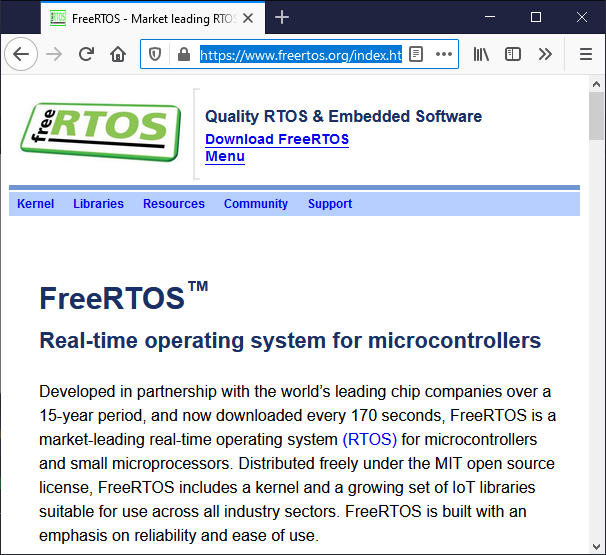 FreeRTOS - Market leading RTOS
https://www.freertos.org/index.ht
freeRTOS
Quality RTOS & Embedded Software
Download FreeRTOS
Menu
Kernel Libraries Resources Community Support
FreeRTOS™
Real-time operating system for microcontrollers
Developed in partnership with the world’s leading chip companies over a
15-year period, and now downloaded every 170 seconds, FreeRTOS is a
market-leading real-time operating system (RTOS) for microcontrollers
and small microprocessors. Distributed freely under the MIT open source
license, FreeRTOS includes a kernel and a growing set of IoT libraries
suitable for use across all industry sectors. FreeRTOS is built with an
emphasis on reliability and ease of use.